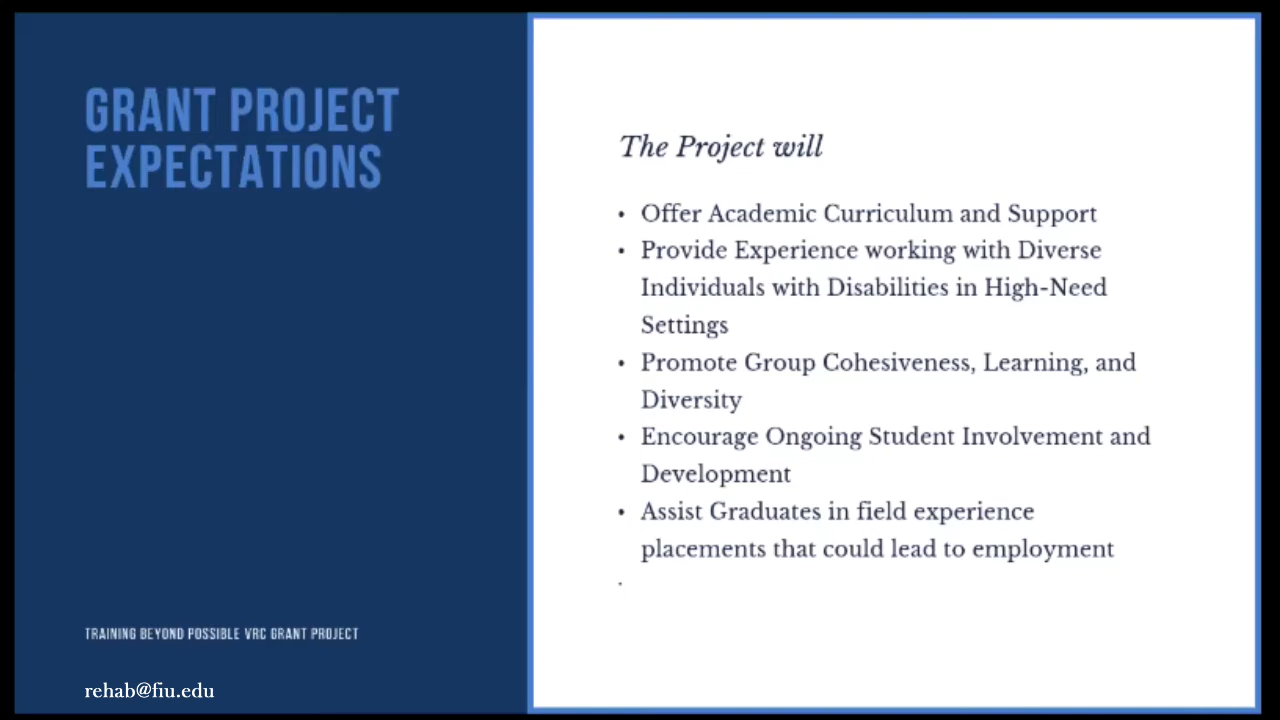 GRANT PROJECT
EXPECTATIONS
The Project will
• Offer Academic Curriculum and Support
• Provide Experience working with Diverse
Individuals with Disabilities in High-Need
Settings
• Promote Group Cohesiveness, Learning, and
Diversity
• Encourage Ongoing Student Involvement and
Development
• Assist Graduates in field experience
placements that could lead to employment
TRAINING BEYOND POSSIBLE VRC GRANT PROJECT
rehab@fiu.edu